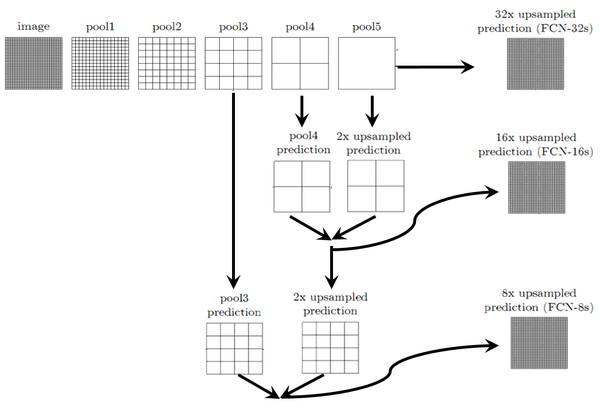 image
pool1
pool2
pool3
pool4
pool5
32x upsampled
prediction (FCN-32s)
pool4
prediction
2x upsampled
prediction
16x upsampled
prediction (FCN-16s)
pool3
prediction
2x upsampled
prediction
8x upsampled
prediction (FCN-8s)